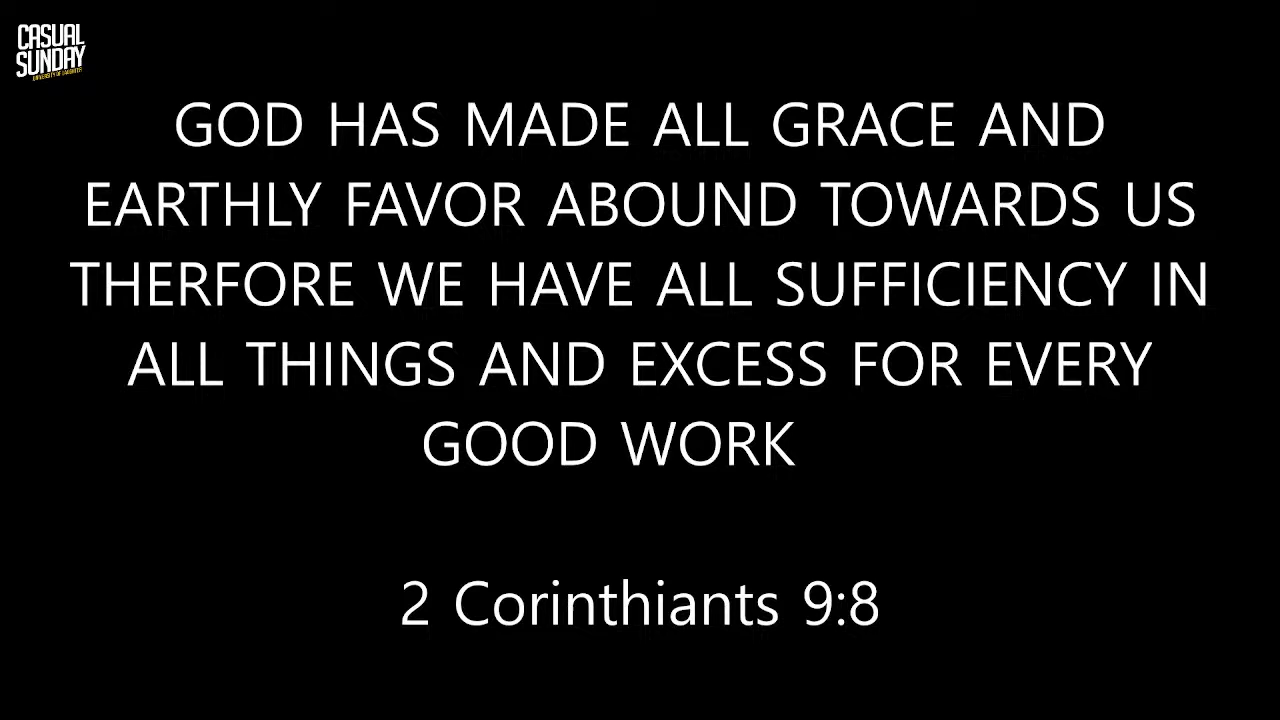 CASUAL
SUNDAY
GOD HAS MADE ALL GRACE AND
EARTHLY FAVOR ABOUND TOWARDS US
THERFORE WE HAVE ALL SUFFICIENCY IN
ALL THINGS AND EXCESS FOR EVERY
GOOD WORK
2 Corinthiants 9:8